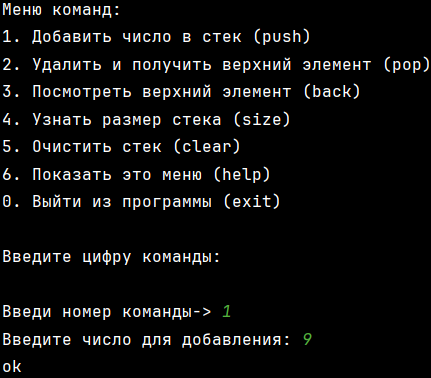 Меню команд:
1. Добавить число в стек (push)
2. Удалить и получить верхний элемент (pop)
3. Посмотреть верхний элемент (back)
4. Узнать размер стека (size)
5. Очистить стек (clear)
6. Показать это меню (help)
0. Выйти из программы (exit)
Введите цифру команды:
Введи номер команды-> 1
Введите число для добавления: 9
ok